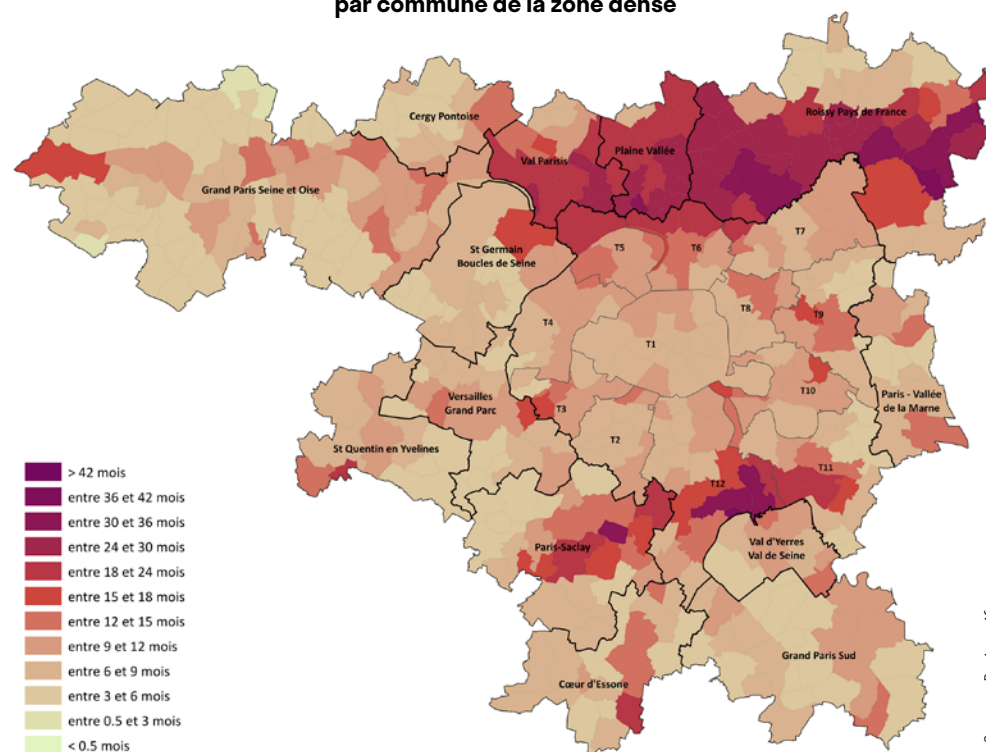 par commune de la zone dense
Cergy Pontoise
Roissy Pays de France
Plaine Vallée
Val Parisis
Grand Paris Seine et Oise
T7
T5
T6
St Germain
Boucles de Seine
T8
T9
T4
T1
T10
Versailles
Grand Parc
Paris - Vallée
de la Marne
T3
T2
St Quentin en Yvelines
T11
T12
Paris-Saclay
Val d'Yerres
Val de Seine
Grand Paris Sud
Cœur d'Essone
> 42 mois
entre 36 et 42 mois
entre 30 et 36 mois
entre 24 et 30 mois
entre 18 et 24 mois
entre 15 et 18 mois
entre 12 et 15 mois
entre 9 et 12 mois
entre 6 et 9 mois
entre 3 et 6 mois
entre 0.5 et 3 mois
< 0.5 mois